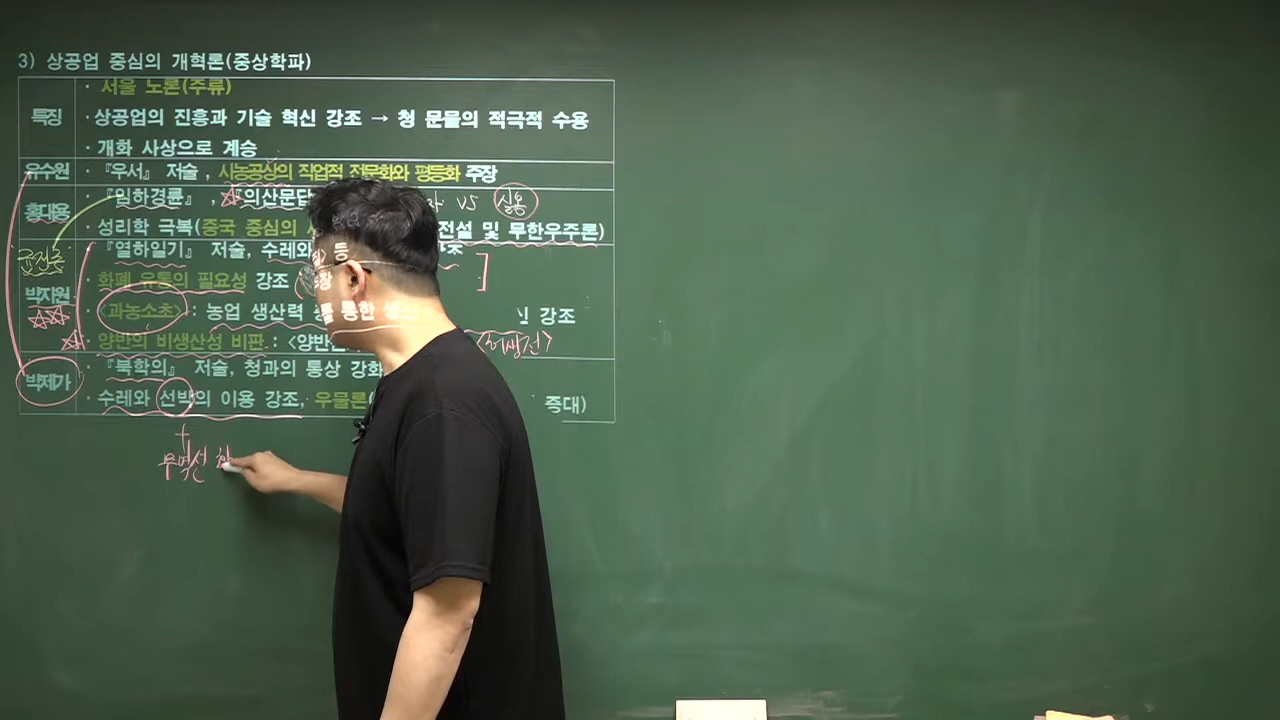 3) 상공업 중심의 개혁론(중상학파)
특징
· 서울 노론(주류)
· 상공업의 진흥과 기술 혁신 강조 → 청 문물의 적극적 수용
· 개화 사상으로 계승
유수원
· 『우서』 저술, 사농공상의 직업적 전문화와 평등화 주장
홍대용
· 『임하경륜』, ☆『의산문답 vs 실옹
· 성리학 극복(중국 중심의 전설 및 무한우주론)
균전론
박지원
· 『열하일기』 저술, 수레와 등
· 화폐 유통의 필요성 강조
· 〈과농소초〉: 농업 생산력 를 통한 강조
☆☆
☆ 양반의 비생산성 비판 : 〈양반 〈허생전〉
박제가
· 『북학의』 저술, 청과의 통상 강화
· 수레와 선박의 이용 강조, 우물론( 증대)
무역선